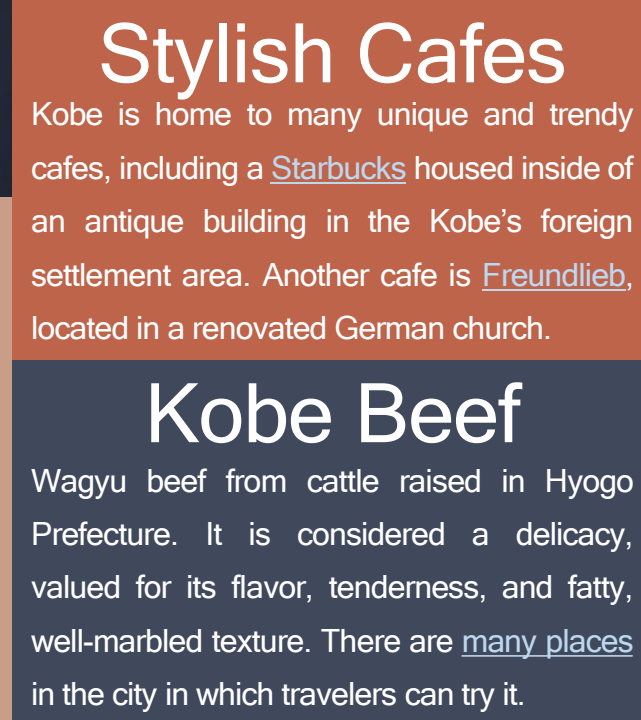 Stylish Cafes
Kobe is home to many unique and trendy
cafes, including a Starbucks housed inside of
an antique building in the Kobe's foreign
settlement area. Another cafe is Freundlieb,
located in a renovated German church.
Kobe Beef
Wagyu beef from cattle raised in Hyogo
Prefecture. It is considered a delicacy,
valued for its flavor, tenderness, and fatty,
well-marbled texture. There are many places
in the city in which travelers can try it.